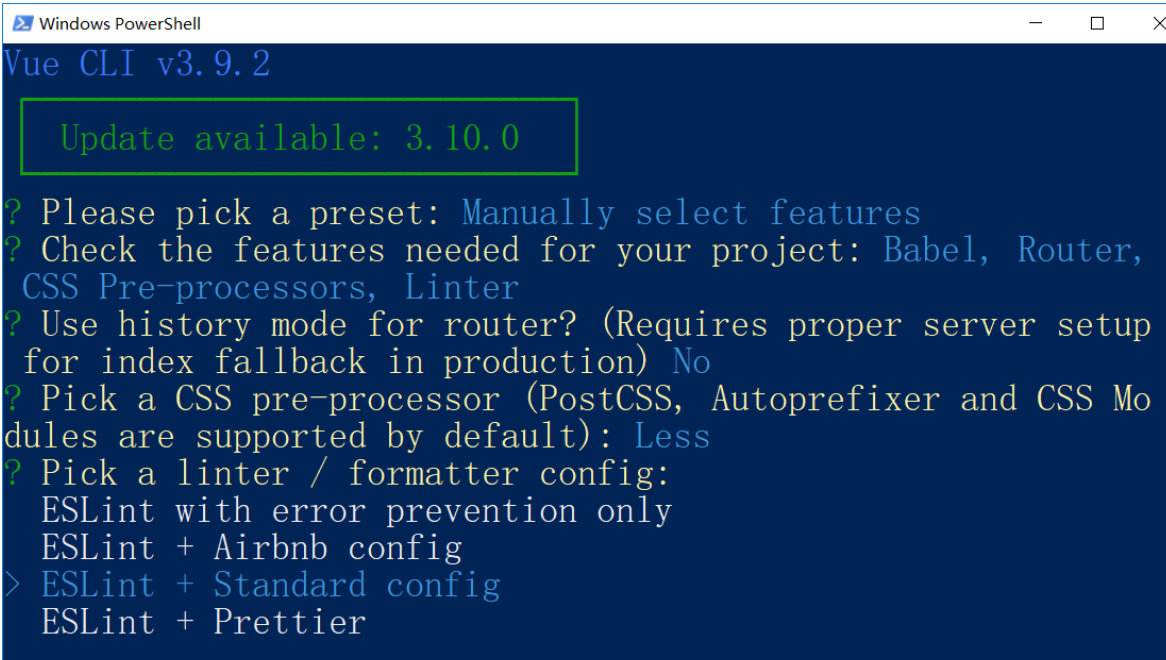 Windows PowerShell
Vue CLI v3.9.2
Update available: 3.10.0
? Please pick a preset: Manually select features
? Check the features needed for your project: Babel, Router,
CSS Pre-processors, Linter
? Use history mode for router? (Requires proper server setup
for index fallback in production) No
? Pick a CSS pre-processor (PostCSS, Autoprefixer and CSS Mo
dules are supported by default): Less
? Pick a linter / formatter config:
ESLint with error prevention only
ESLint + Airbnb config
> ESLint + Standard config
ESLint + Prettier